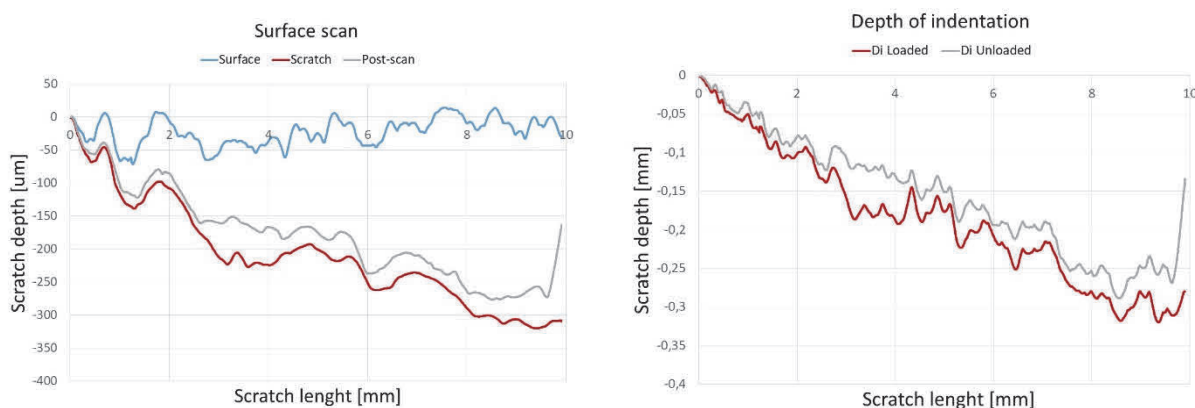 Surface scan
Surface Scratch Post-scan
50
0
-50
-100
-150
-200
-250
-300
-350
-400
0 2 4 6 8 10
Scratch depth [um]
Scratch lenght [mm]
Depth of indentation
Di Loaded Di Unloaded
0
-0,05
-0,1
-0,15
-0,2
-0,25
-0,3
-0,35
-0,4
0 2 4 6 8 10
Scratch depth [mm]
Scratch lenght [mm]